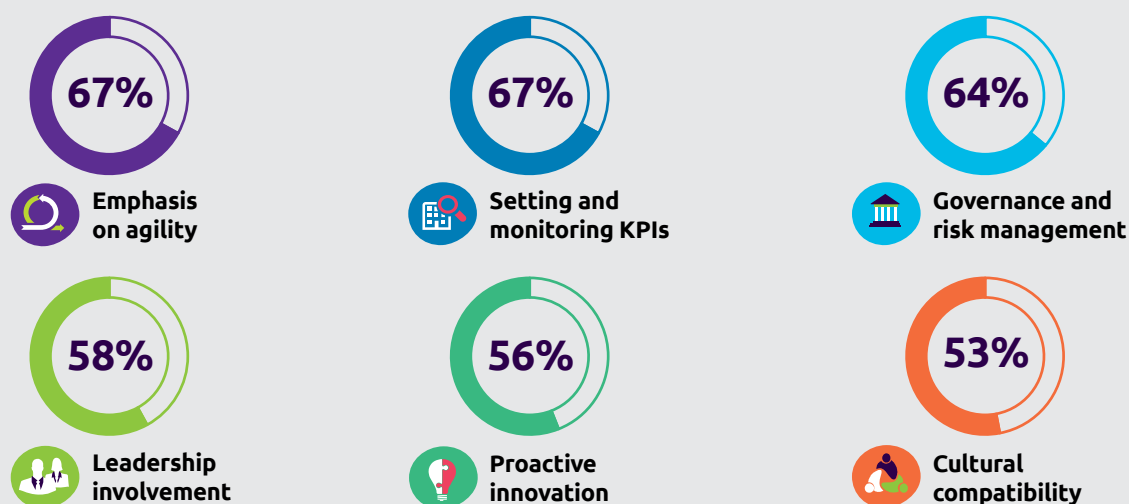 67%
Emphasis
on agility
67%
Setting and
monitoring KPIs
64%
Governance and
risk management
58%
Leadership
involvement
56%
Proactive
innovation
53%
Cultural
compatibility